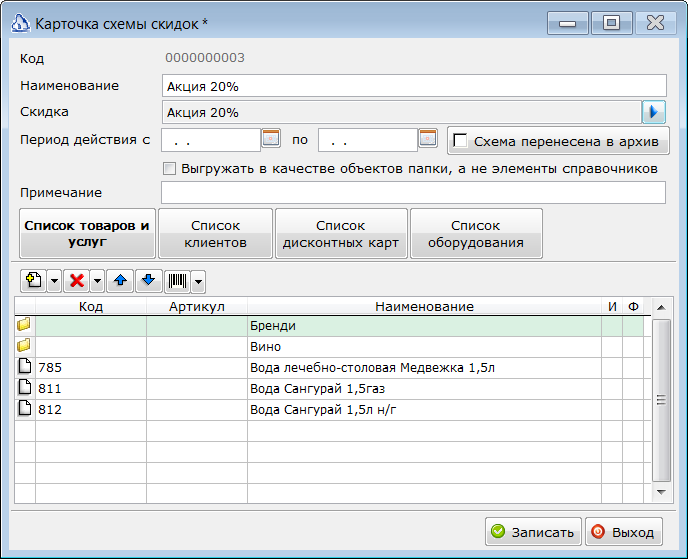 Карточка схемы скидок *
Код 0000000003
Наименование Акция 20%
Скидка Акция 20%
Период действия с . . по . . Схема перенесена в архив
Выгружать в качестве объектов папки, а не элементы справочников
Примечание
Список товаров и услуг
Список клиентов
Список дисконтных карт
Список оборудования
Код Артикул Наименование И Ф
Бренди
Вино
785 Вода лечебно-столовая Медвежка 1,5л
811 Вода Сангурай 1,5газ
812 Вода Сангурай 1,5л н/г
Записать Выход